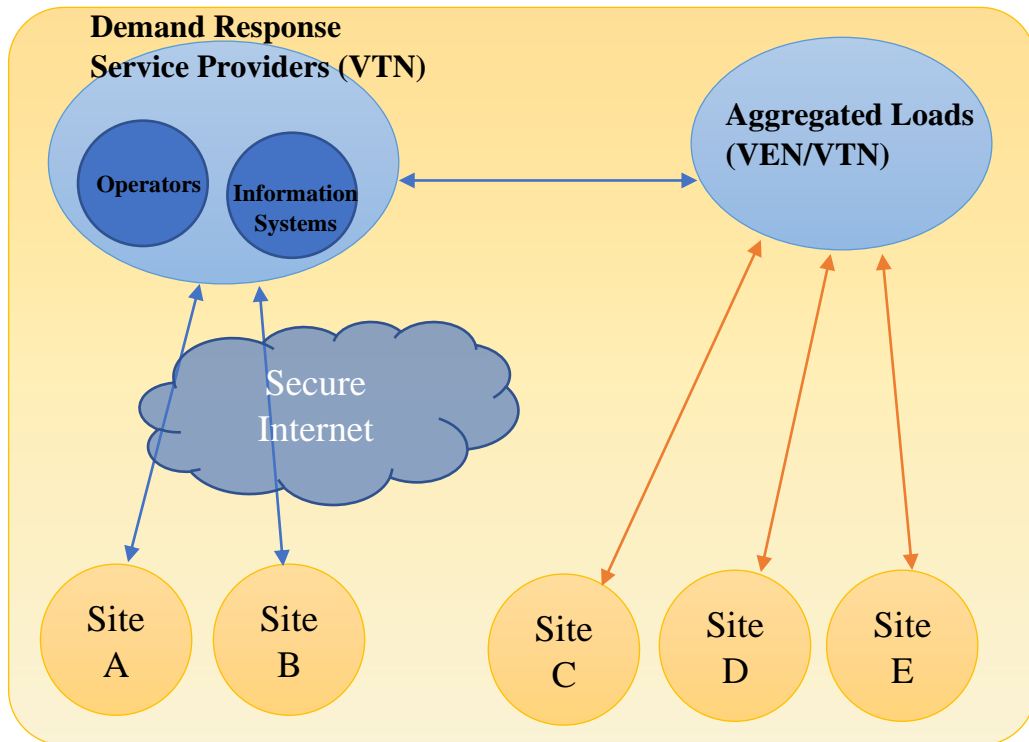 Demand Response
Service Providers (VTN)
Operators
Information
Systems
Aggregated Loads
(VEN/VTN)
Secure
Internet
Site
A
Site
B
Site
C
Site
D
Site
E